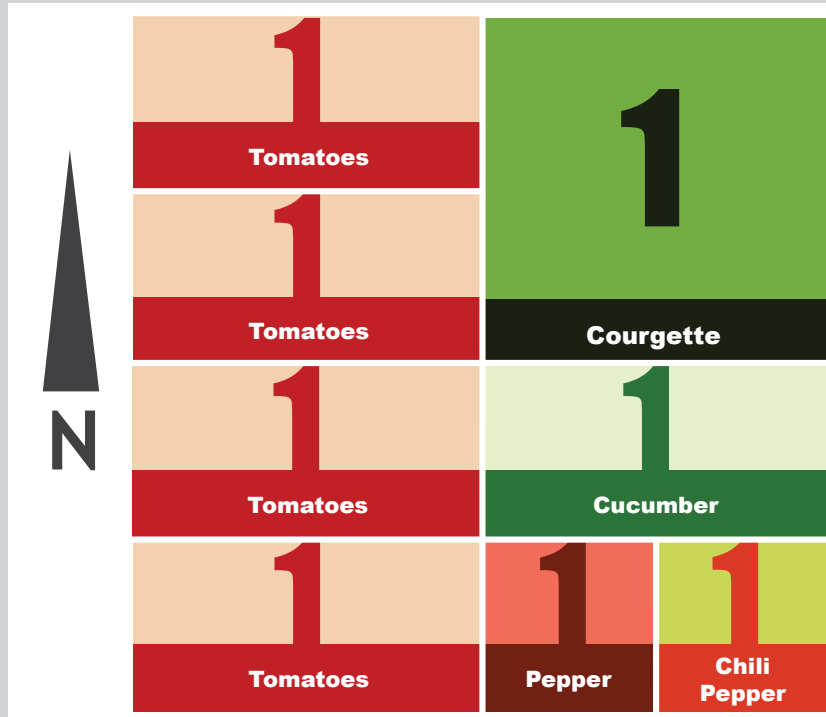 1
Tomatoes
1
Courgette
1
Tomatoes
1
Tomatoes
1
Cucumber
1
Tomatoes
1
Pepper
1
Chili
Pepper
N